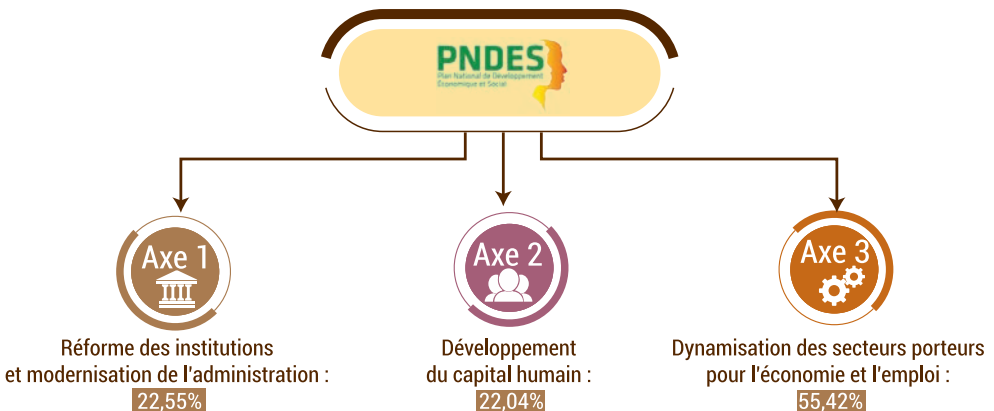 PNDES
Plan National de Développement
Économique et Social
Axe 1
Réforme des institutions
et modernisation de l'administration :
22,55%
Axe 2
Développement
du capital humain :
22,04%
Axe 3
Dynamisation des secteurs porteurs
pour l'économie et l'emploi :
55,42%